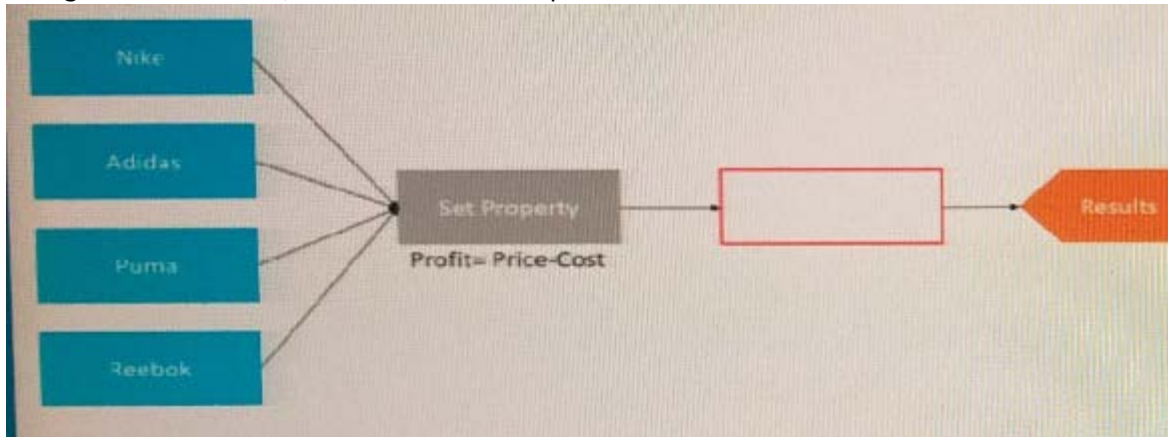 Nike
Adidas
Puma
Reebok
Set Property
Profit= Price-Cost
Results